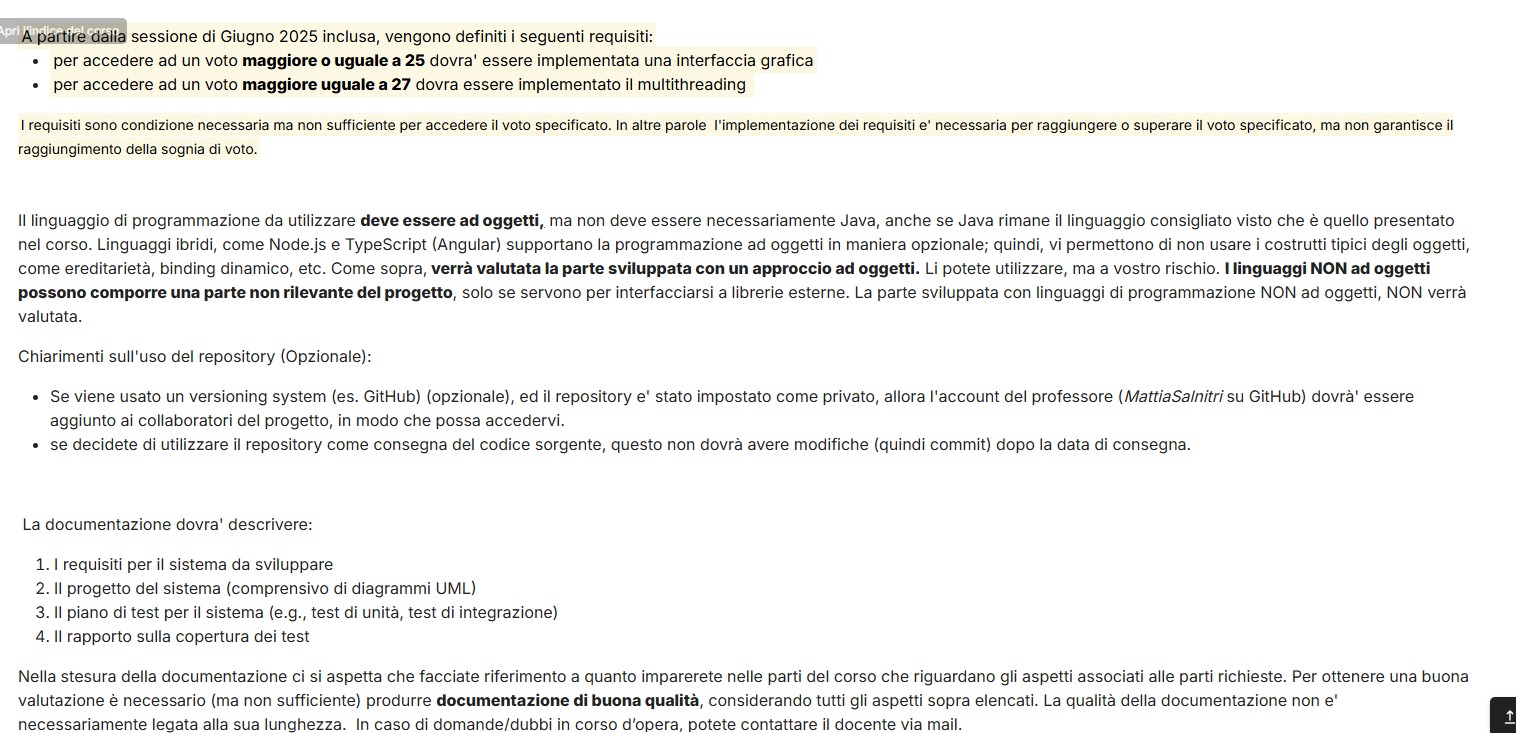 Apri l'indice del corso
A partire dalla sessione di Giugno 2025 inclusa, vengono definiti i seguenti requisiti:
• per accedere ad un voto maggiore o uguale a 25 dovra' essere implementata una interfaccia grafica
• per accedere ad un voto maggiore uguale a 27 dovra essere implementato il multithreading
I requisiti sono condizione necessaria ma non sufficiente per accedere il voto specificato. In altre parole l'implementazione dei requisiti e' necessaria per raggiungere o superare il voto specificato, ma non garantisce il
raggiungimento della sognia di voto.
Il linguaggio di programmazione da utilizzare deve essere ad oggetti, ma non deve essere necessariamente Java, anche se Java rimane il linguaggio consigliato visto che è quello presentato
nel corso. Linguaggi ibridi, come Node.js e TypeScript (Angular) supportano la programmazione ad oggetti in maniera opzionale; quindi, vi permettono di non usare i costrutti tipici degli oggetti,
come ereditarietà, binding dinamico, etc. Come sopra, verrà valutata la parte sviluppata con un approccio ad oggetti. Li potete utilizzare, ma a vostro rischio. I linguaggi NON ad oggetti
possono comporre una parte non rilevante del progetto, solo se servono per interfacciarsi a librerie esterne. La parte sviluppata con linguaggi di programmazione NON ad oggetti, NON verrà
valutata.
Chiarimenti sull'uso del repository (Opzionale):
• Se viene usato un versioning system (es. GitHub) (opzionale), ed il repository e' stato impostato come privato, allora l'account del professore (MattiaSalnitri su GitHub) dovrà' essere
aggiunto ai collaboratori del progetto, in modo che possa accedervi.
• se decidete di utilizzare il repository come consegna del codice sorgente, questo non dovrà avere modifiche (quindi commit) dopo la data di consegna.
La documentazione dovra' descrivere:
1. I requisiti per il sistema da sviluppare
2. Il progetto del sistema (comprensivo di diagrammi UML)
3. Il piano di test per il sistema (e.g., test di unità, test di integrazione)
4. Il rapporto sulla copertura dei test
Nella stesura della documentazione ci si aspetta che facciate riferimento a quanto imparerete nelle parti del corso che riguardano gli aspetti associati alle parti richieste. Per ottenere una buona
valutazione è necessario (ma non sufficiente) produrre documentazione di buona qualità, considerando tutti gli aspetti sopra elencati. La qualità della documentazione non e'
necessariamente legata alla sua lunghezza. In caso di domande/dubbi in corso d'opera, potete contattare il docente via mail.